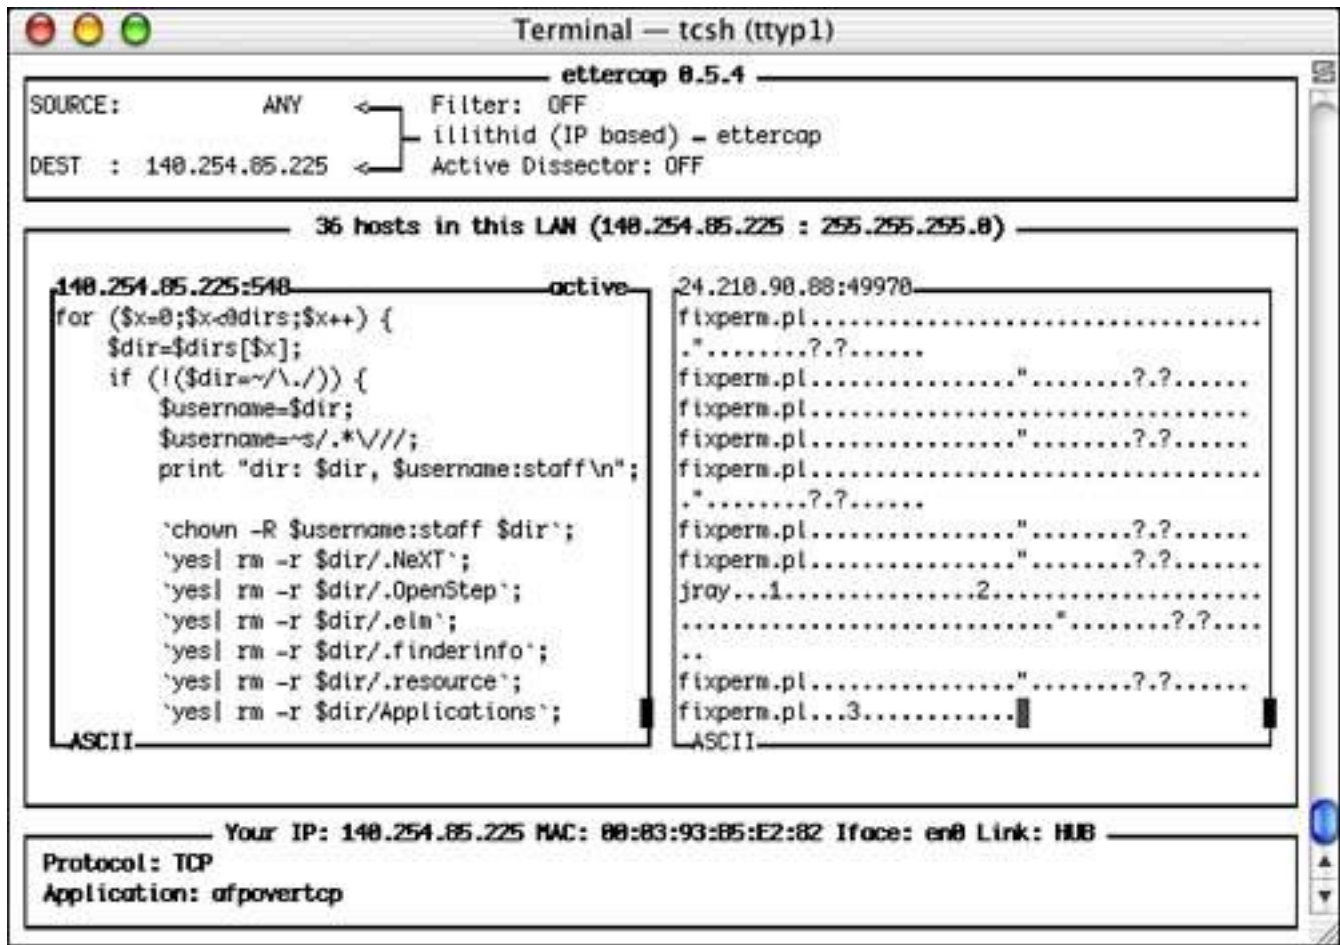 Terminal — tcsh (ttyp1)
ettercap 0.5.4
SOURCE: ANY Filter: OFF
illithid (IP based) - ettercap
DEST : 140.254.85.225 Active Dissector: OFF
36 hosts in this LAN (140.254.85.225 : 255.255.255.0)
140.254.85.225:548 active
for ($x=0;$x<@dirs;$x++) {
$dir=$dirs[$x];
if (!($dir=~/\./)) {
$username=$dir;
$username=~s/.*\///;
print "dir: $dir, $username:staff\n";
`chown -R $username:staff $dir`;
`yes| rm -r $dir/.NeXT`;
`yes| rm -r $dir/.OpenStep`;
`yes| rm -r $dir/.elm`;
`yes| rm -r $dir/.finderinfo`;
`yes| rm -r $dir/.resource`;
`yes| rm -r $dir/Applications`;
ASCII
24.210.90.88:49970
fixperm.pl...................................
."........?.?......
fixperm.pl................"........?.?......
fixperm.pl..................................
fixperm.pl................"........?.?......
fixperm.pl...................................
."........?.?......
fixperm.pl................"........?.?......
fixperm.pl................"........?.?.......
jray...1...............2.....................
............................."........?.?....
..
fixperm.pl................"........?.?......
fixperm.pl...3............
ASCII
Your IP: 140.254.85.225 MAC: 00:03:93:B5:E2:82 Iface: en0 Link: HUB
Protocol: TCP
Application: afpovertcp